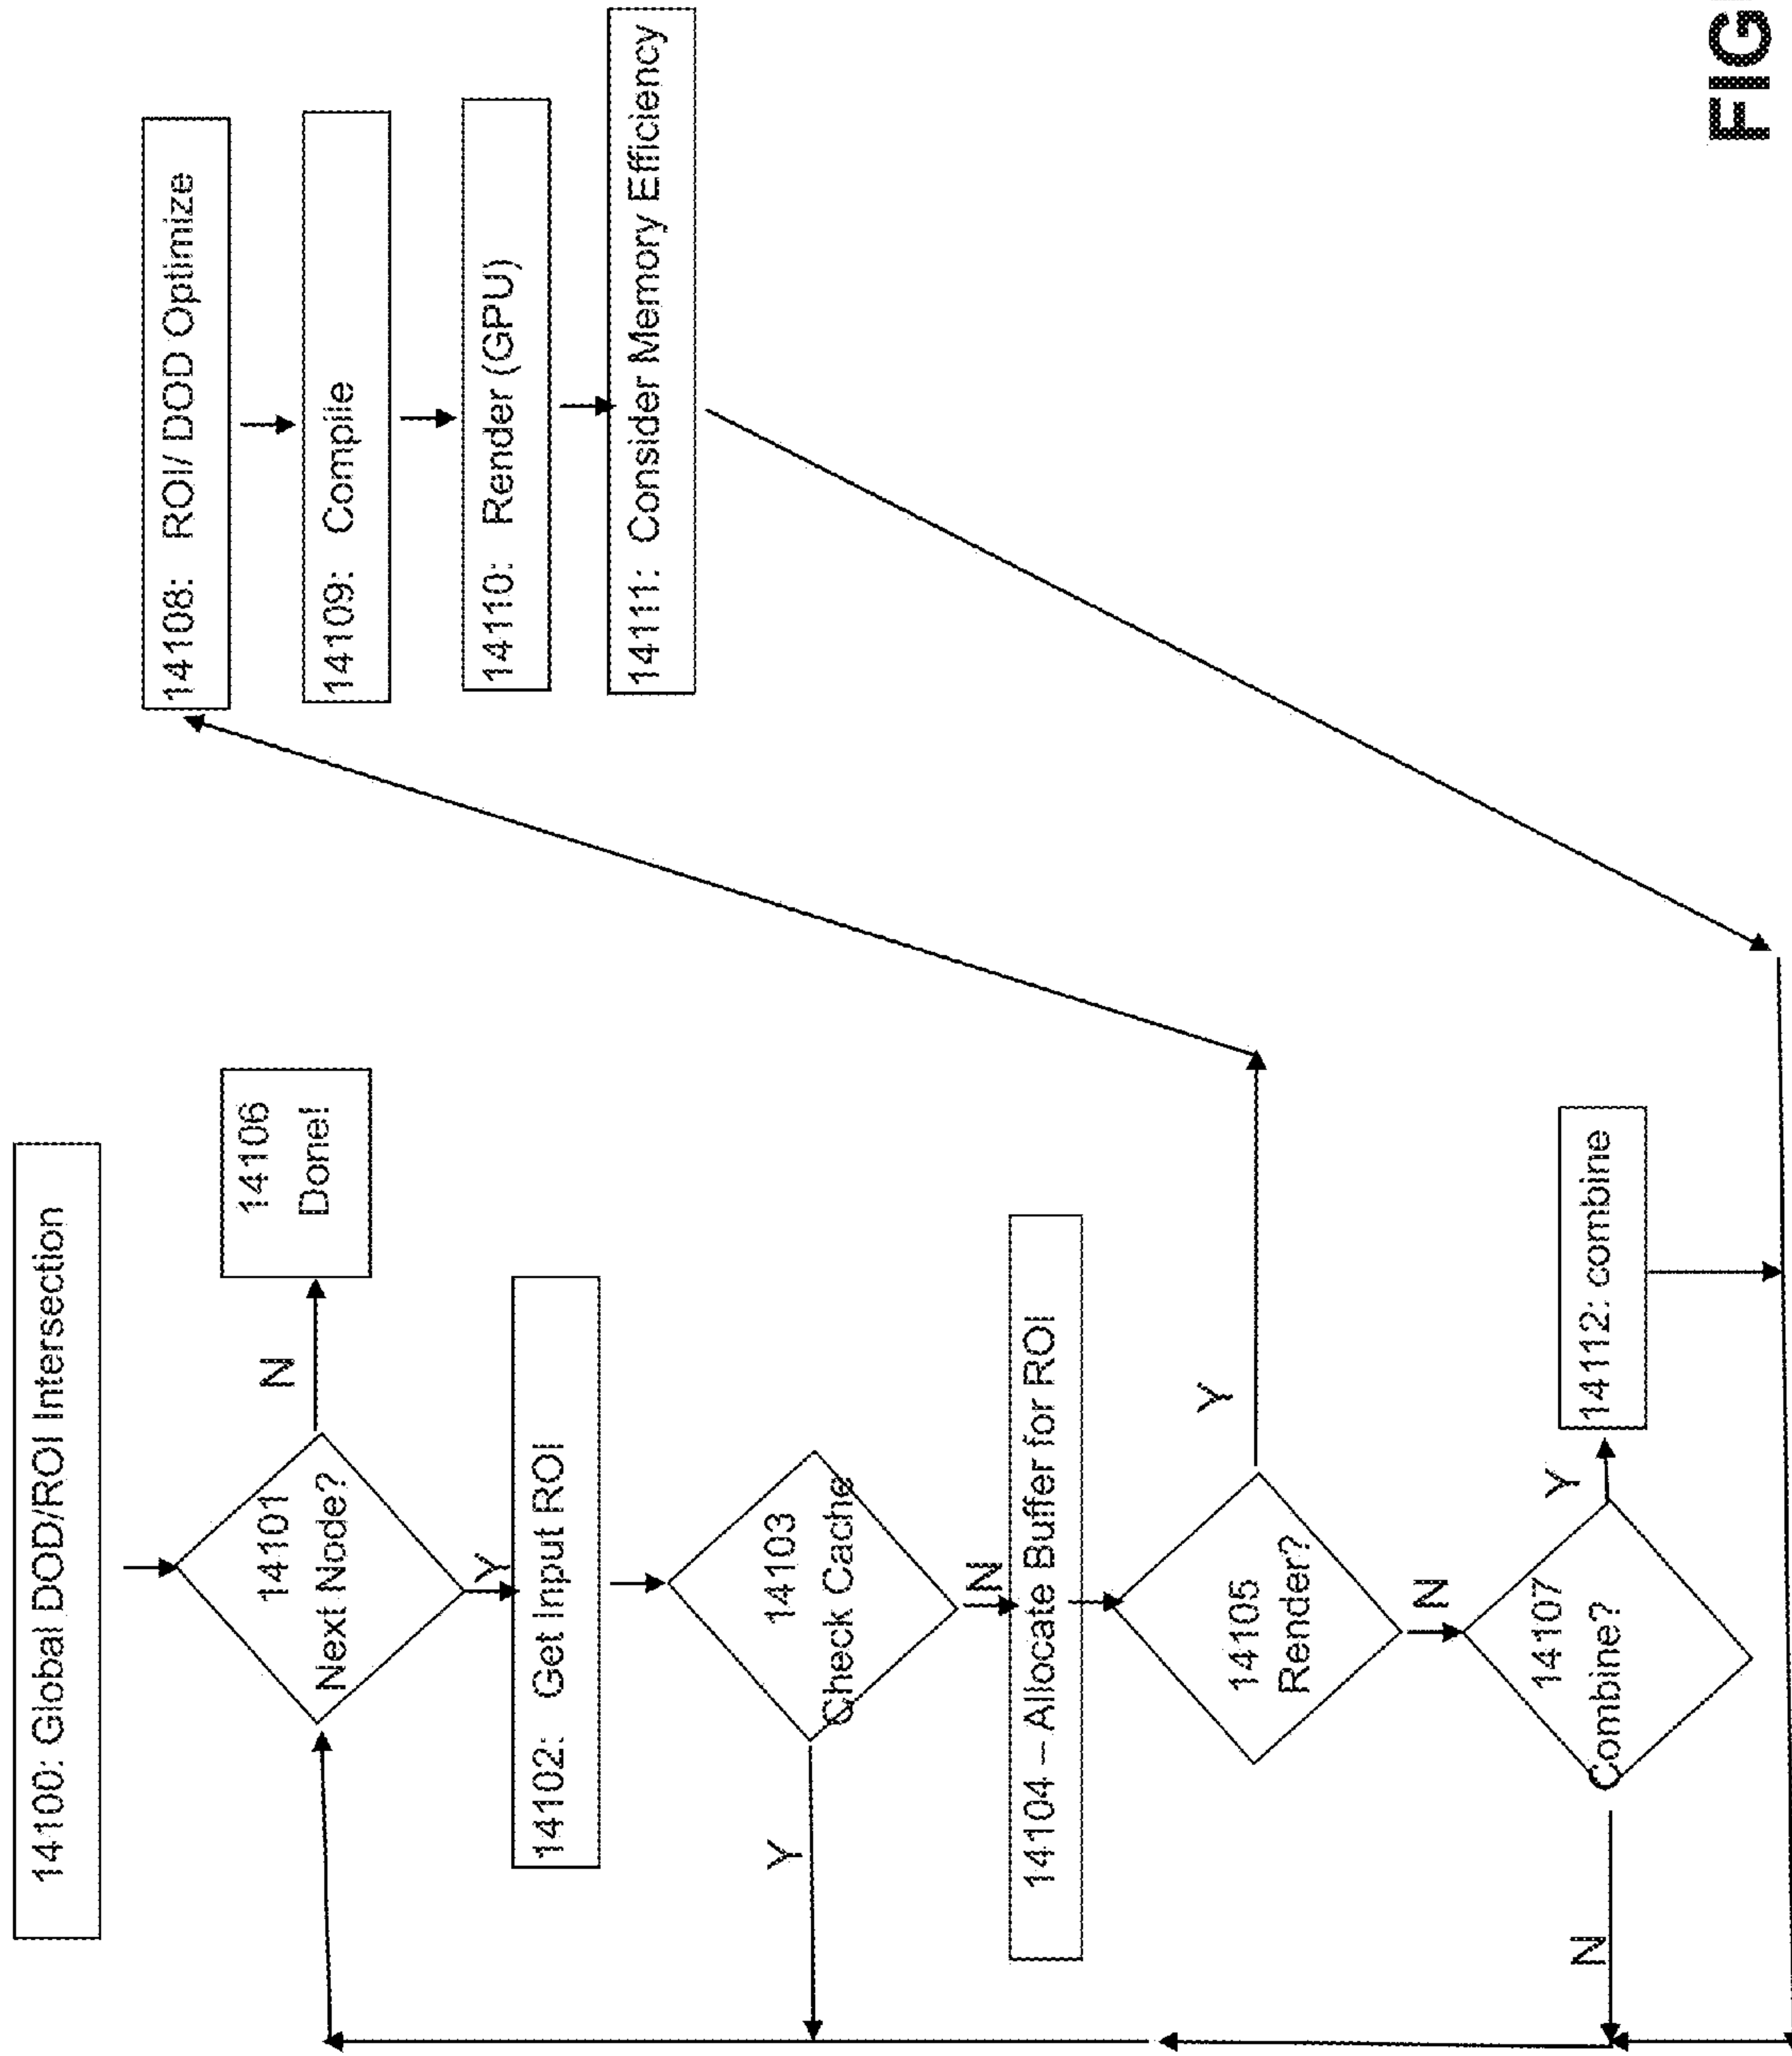 14100: Global DOD/ROI Intersection
14101
Next Node?
N
14106
Done!
Y
14102: Get Input ROI
14103
Check Cache
Y
N
14104 – Allocate Buffer for ROI
14105
Render?
Y
N
14107
Combine?
Y
14112: combine
N
14108: ROI/ DOD Optimize
14109: Compile
14110: Render (GPU)
14111: Consider Memory Efficiency
FIG